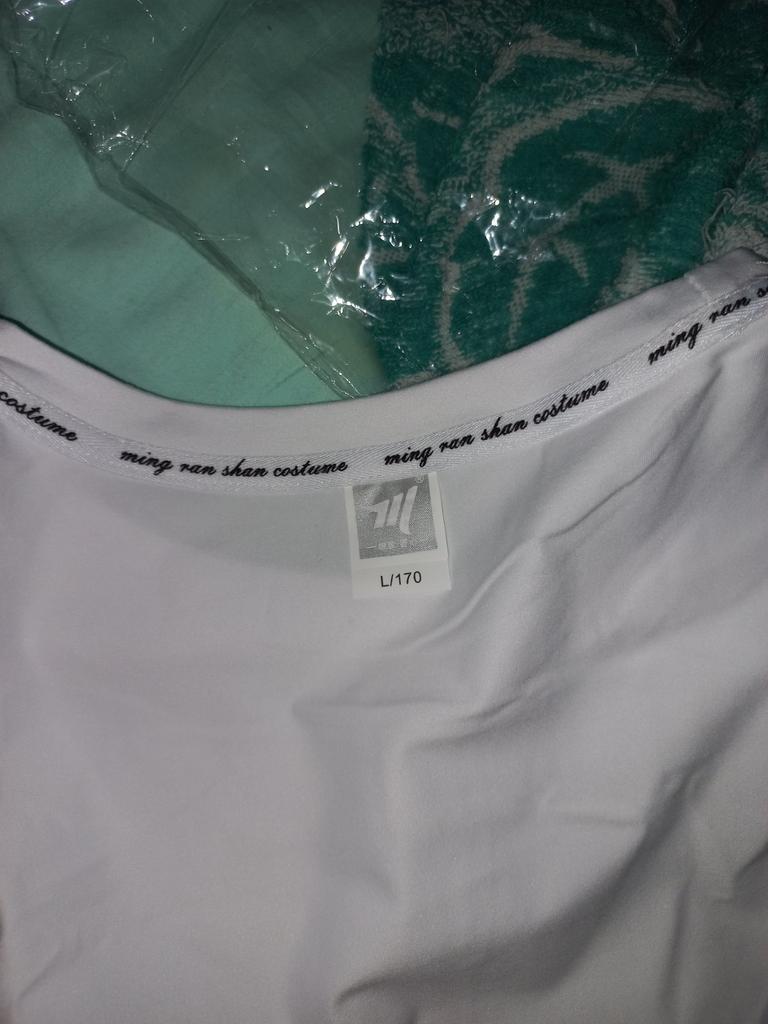 costume
ming ran shan costume
ming ran shan costume
ming ran s
L/170